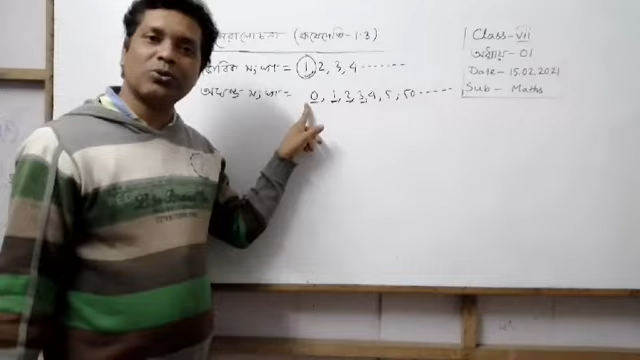 পুনরালোচনা (কষেদেখি-1·3)
স্বাভাবিক সংখ্যা = 1, 2, 3, 4 .......
অখণ্ড সংখ্যা = 0, 1, 2, 3, 4, 5, 50 .....
Class - VII
অধ্যায় - 01
Date - 15.02.2021
Sub - Maths